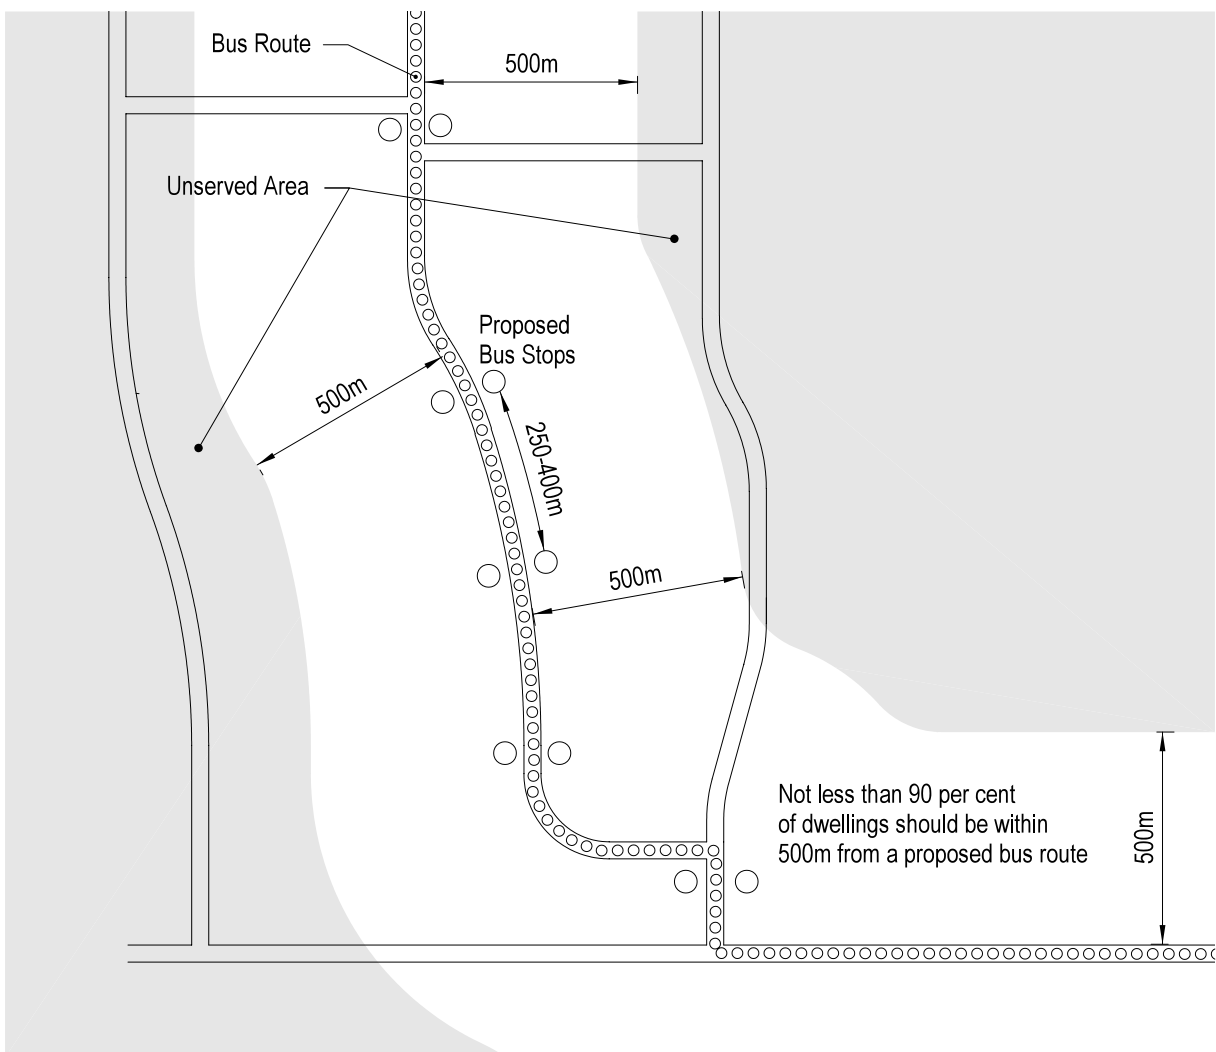 Bus Route
500m
Unserved Area
Proposed
Bus Stops
500m
250-400m
500m
Not less than 90 per cent
of dwellings should be within
500m from a proposed bus route
500m